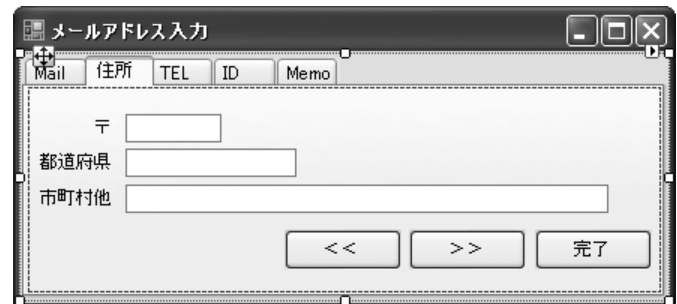 メールアドレス入力
Mail 住所 TEL ID Memo
〒
都道府県
市町村他
<< >> 完了